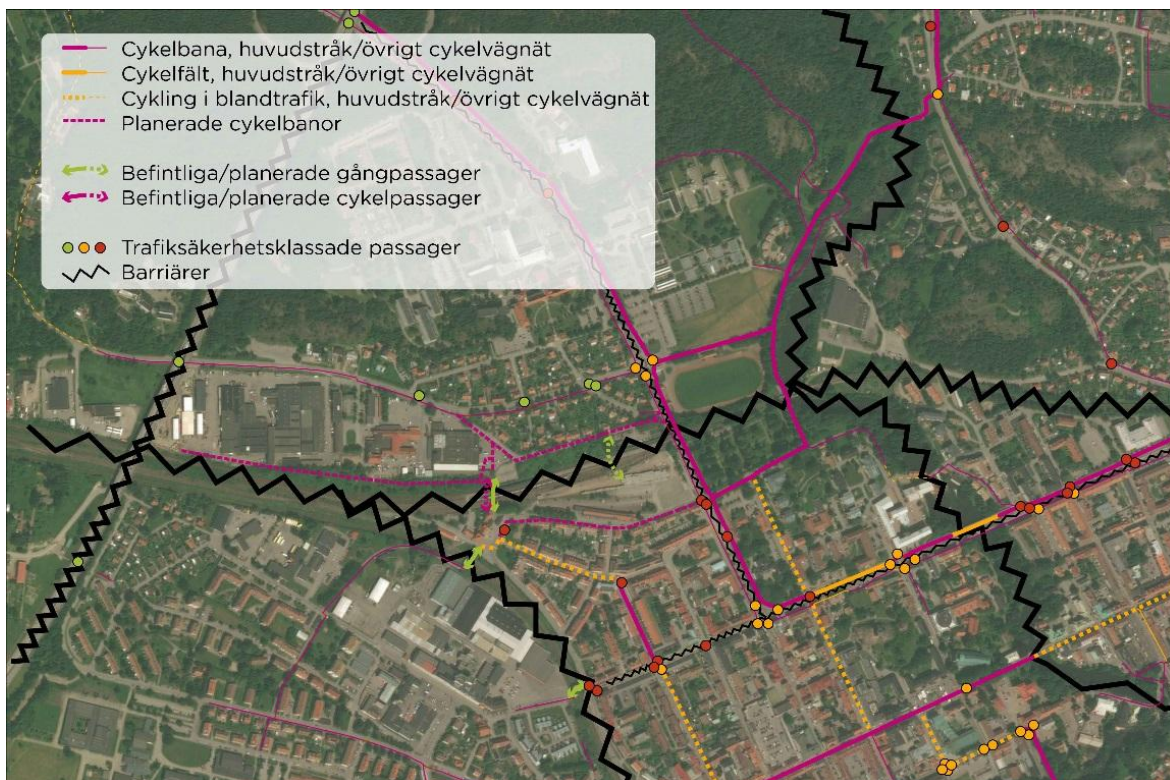 Cykelbana, huvudstråk/övrigt cykelvägnät
Cykelfält, huvudstråk/övrigt cykelvägnät
Cykling i blandtrafik, huvudstråk/övrigt cykelvägnät
Planerade cykelbanor
Befintliga/planerade gångpassager
Befintliga/planerade cykelpassager
Trafiksäkerhetsklassade passager
Barriärer